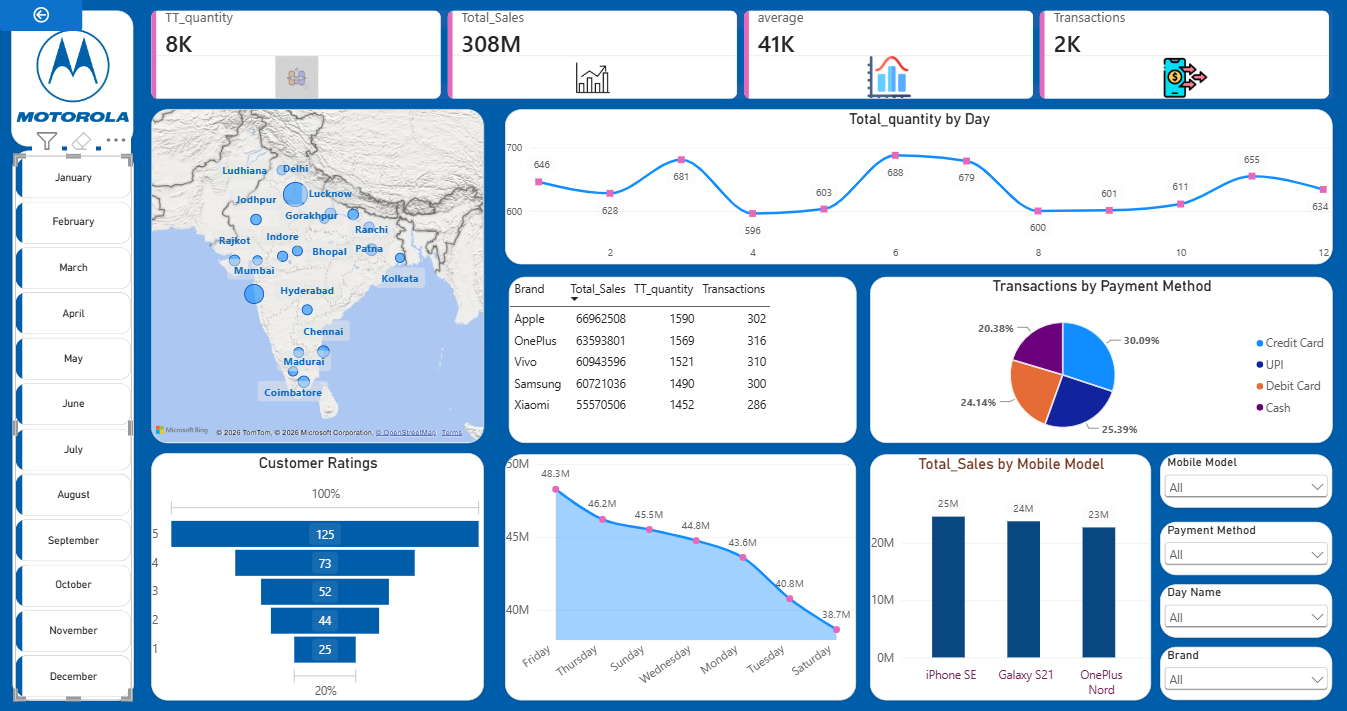 MOTOROLA
January
February
March
April
May
June
July
August
September
October
November
December
TT_quantity
8K
Total_Sales
308M
average
41K
Transactions
2K
Ludhiana
Delhi
Lucknow
Jodhpur
Gorakhpur
Ranchi
Rajkot
Indore
Bhopal
Patna
Mumbai
Kolkata
Hyderabad
Chennai
Madurai
Coimbatore
Microsoft Bing
© 2026 TomTom, © 2026 Microsoft Corporation, © OpenStreetMap Terms
Total_quantity by Day
700
600
646
628
681
596
603
688
679
600
601
611
655
634
2
4
6
8
10
12
Brand Total_Sales TT_quantity Transactions
Apple 66962508 1590 302
OnePlus 63593801 1569 316
Vivo 60943596 1521 310
Samsung 60721036 1490 300
Xiaomi 55570506 1452 286
Transactions by Payment Method
20.38%
30.09%
24.14%
25.39%
Credit Card
UPI
Debit Card
Cash
Customer Ratings
100%
5 125
4 73
3 52
2 44
1 25
20%
50M
45M
40M
48.3M
46.2M
45.5M
44.8M
43.6M
40.8M
38.7M
Friday
Thursday
Sunday
Wednesday
Monday
Tuesday
Saturday
Total_Sales by Mobile Model
20M
10M
0M
25M
24M
23M
iPhone SE
Galaxy S21
OnePlus
Nord
Mobile Model
All
Payment Method
All
Day Name
All
Brand
All